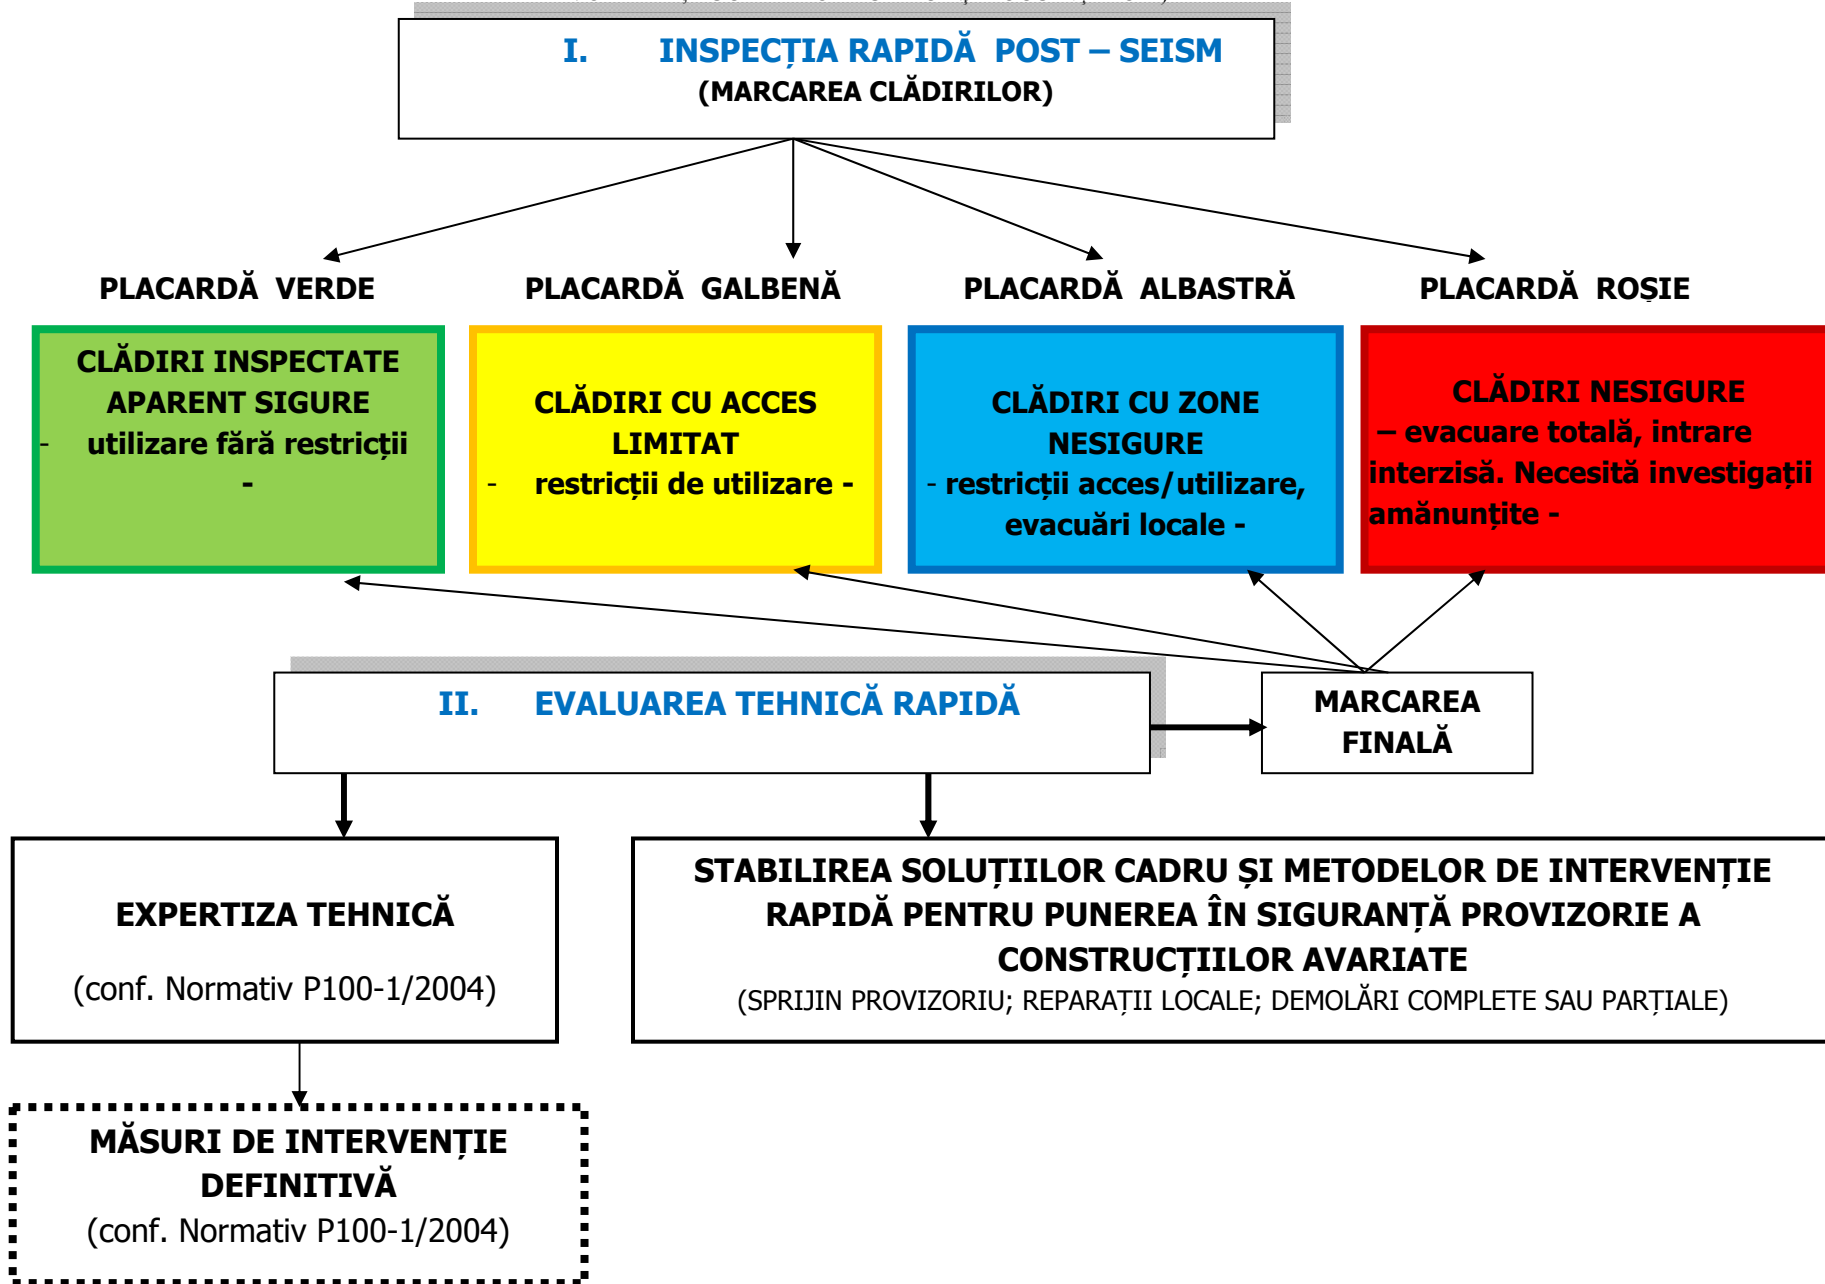 I. INSPECȚIA RAPIDĂ POST – SEISM
(MARCAREA CLĂDIRILOR)
PLACARDĂ VERDE
PLACARDĂ GALBENĂ
PLACARDĂ ALBASTRĂ
PLACARDĂ ROȘIE
CLĂDIRI INSPECTATE
APARENT SIGURE
- utilizare fără restricții
-
CLĂDIRI CU ACCES
LIMITAT
- restricții de utilizare -
CLĂDIRI CU ZONE
NESIGURE
- restricții acces/utilizare,
evacuări locale -
CLĂDIRI NESIGURE
– evacuare totală, intrare
interzisă. Necesită investigații
amănunțite -
II. EVALUAREA TEHNICĂ RAPIDĂ
MARCAREA
FINALĂ
EXPERTIZA TEHNICĂ
(conf. Normativ P100-1/2004)
STABILIREA SOLUȚIILOR CADRU ȘI METODELOR DE INTERVENȚIE
RAPIDĂ PENTRU PUNEREA ÎN SIGURANȚĂ PROVIZORIE A
CONSTRUCȚIILOR AVARIATE
(SPRIJIN PROVIZORIU; REPARAȚII LOCALE; DEMOLĂRI COMPLETE SAU PARȚIALE)
MĂSURI DE INTERVENȚIE
DEFINITIVĂ
(conf. Normativ P100-1/2004)